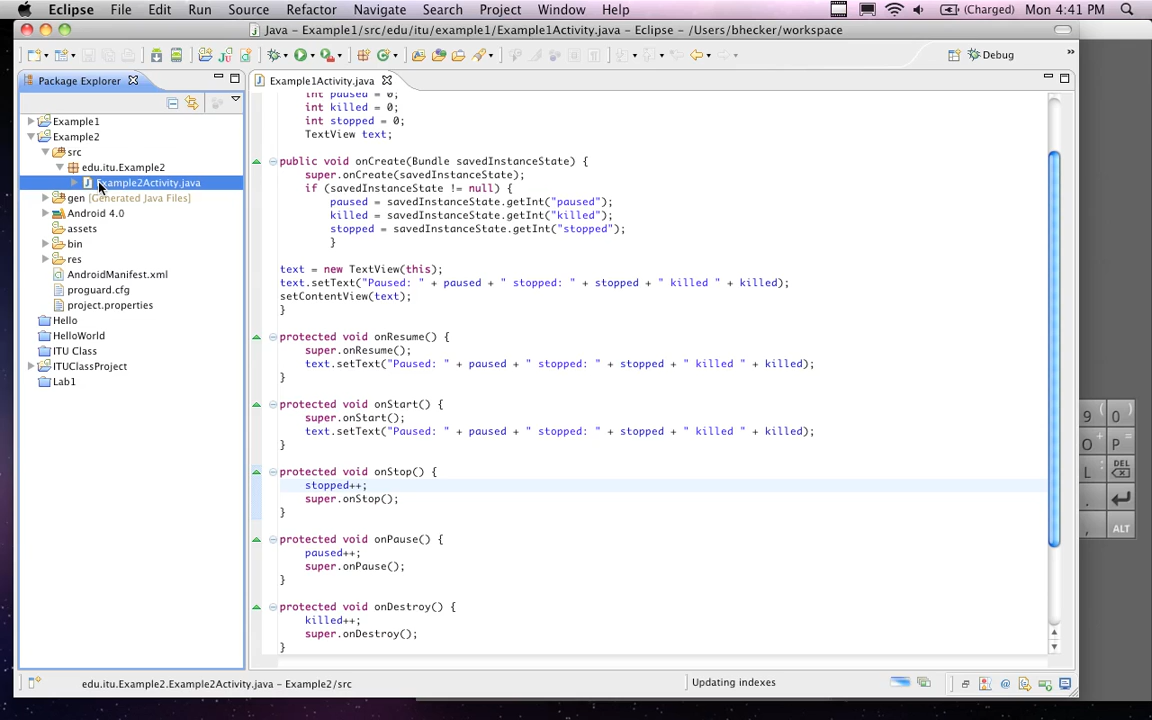 Eclipse File Edit Run Source Refactor Navigate Search Project Window Help (Charged) Mon 4:41 PM
Java – Example1/src/edu/itu/example1/Example1Activity.java – Eclipse – /Users/bhecker/workspace
Debug
Package Explorer
Example1
Example2
src
edu.itu.Example2
Example2Activity.java
gen [Generated Java Files]
Android 4.0
assets
bin
res
AndroidManifest.xml
proguard.cfg
project.properties
Hello
HelloWorld
ITU Class
ITUClassProject
Lab1
Example1Activity.java
int paused = 0;
int killed = 0;
int stopped = 0;
TextView text;
public void onCreate(Bundle savedInstanceState) {
super.onCreate(savedInstanceState);
if (savedInstanceState != null) {
paused = savedInstanceState.getInt("paused");
killed = savedInstanceState.getInt("killed");
stopped = savedInstanceState.getInt("stopped");
}
text = new TextView(this);
text.setText("Paused: " + paused + " stopped: " + stopped + " killed " + killed);
setContentView(text);
}
protected void onResume() {
super.onResume();
text.setText("Paused: " + paused + " stopped: " + stopped + " killed " + killed);
}
protected void onStart() {
super.onStart();
text.setText("Paused: " + paused + " stopped: " + stopped + " killed " + killed);
}
protected void onStop() {
stopped++;
super.onStop();
}
protected void onPause() {
paused++;
super.onPause();
}
protected void onDestroy() {
killed++;
super.onDestroy();
}
9 ( 0 )
O + P
L DEL
.
, ALT
edu.itu.Example2.Example2Activity.java – Example2/src
Updating indexes